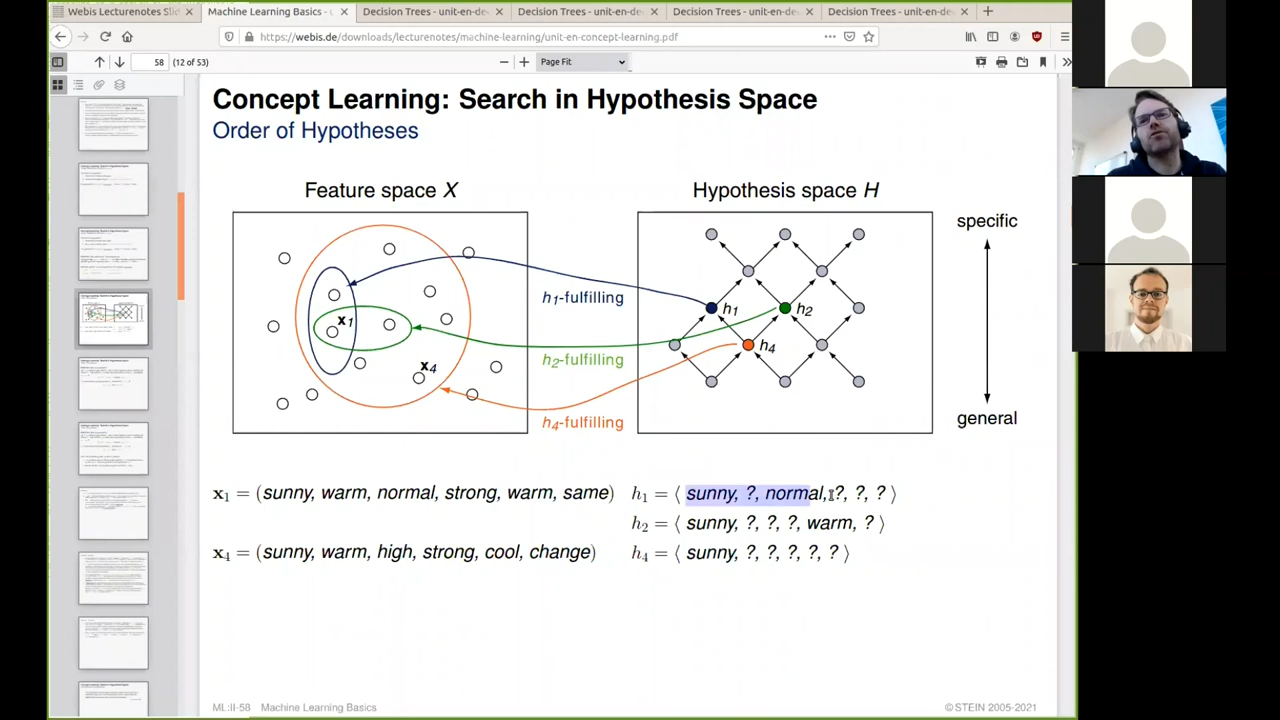 Webis Lecturenotes Slid
Machine Learning Basics - u
Decision Trees - unit-en-dec
Decision Trees - unit-en-de
Decision Trees - unit-en-de
Decision Trees - unit-en-de
https://webis.de/downloads/lecturenotes/machine-learning/unit-en-concept-learning.pdf
58 (12 of 53)
Page Fit
Concept Learning: Search in Hypothesis Space
Order of Hypotheses
Feature space X
Hypothesis space H
specific
h1-fulfilling
h1
h2
x1
h2-fulfilling
h4
x4
h4-fulfilling
general
x1 = (sunny, warm, normal, strong, warm, same)
h1 = ⟨ sunny, ?, normal, ?, ?, ? ⟩
h2 = ⟨ sunny, ?, ?, ?, warm, ? ⟩
x4 = (sunny, warm, high, strong, cool, change)
h4 = ⟨ sunny, ?, ?, ?, ?, ? ⟩
ML:II-58 Machine Learning Basics
© STEIN 2005-2021